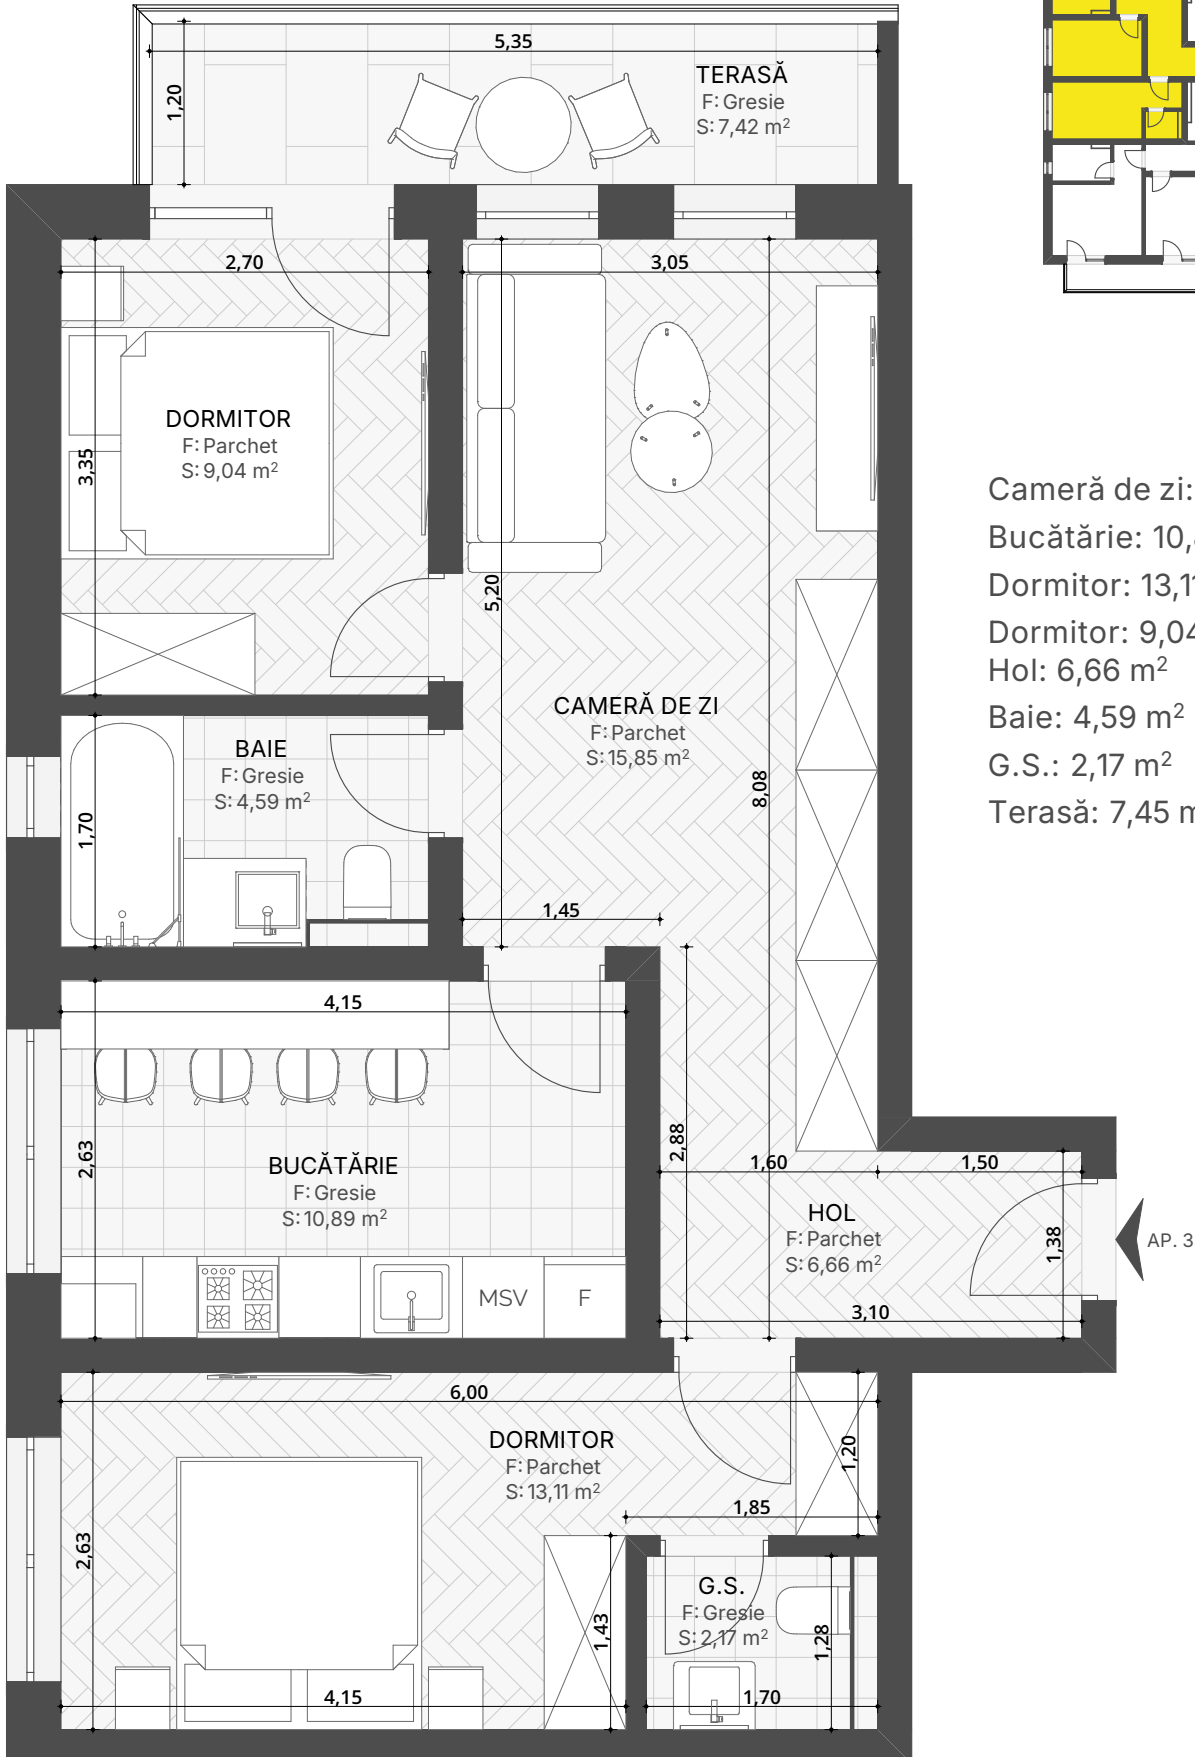 5,35
1,20
TERASĂ
F: Gresie
S: 7,42 m²
2,70
3,05
DORMITOR
F: Parchet
S: 9,04 m²
3,35
5,20
CAMERĂ DE ZI
F: Parchet
S: 15,85 m²
8,08
BAIE
F: Gresie
S: 4,59 m²
1,70
1,45
4,15
2,63
BUCĂTĂRIE
F: Gresie
S: 10,89 m²
MSV
F
2,88
1,60
1,50
HOL
F: Parchet
S: 6,66 m²
1,38
3,10
AP. 3
6,00
DORMITOR
F: Parchet
S: 13,11 m²
1,20
1,85
2,63
1,43
G.S.
F: Gresie
S: 2,17 m²
1,28
4,15
1,70
Cameră de zi:
Bucătărie: 10,
Dormitor: 13,11
Dormitor: 9,04
Hol: 6,66 m²
Baie: 4,59 m²
G.S.: 2,17 m²
Terasă: 7,45 m